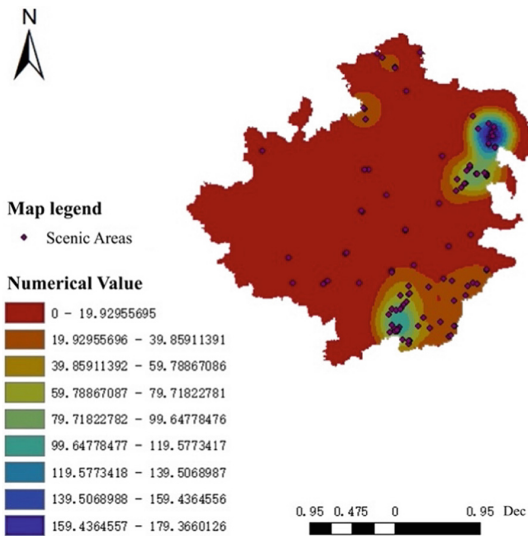 N
Map legend
Scenic Areas
Numerical Value
0 - 19.92955695
19.92955696 - 39.85911391
39.85911392 - 59.78867086
59.78867087 - 79.71822781
79.71822782 - 99.64778476
99.64778477 - 119.5773417
119.5773418 - 139.5068987
139.5068988 - 159.4364556
159.4364557 - 179.3660126
0.95 0.475 0 0.95 Dec